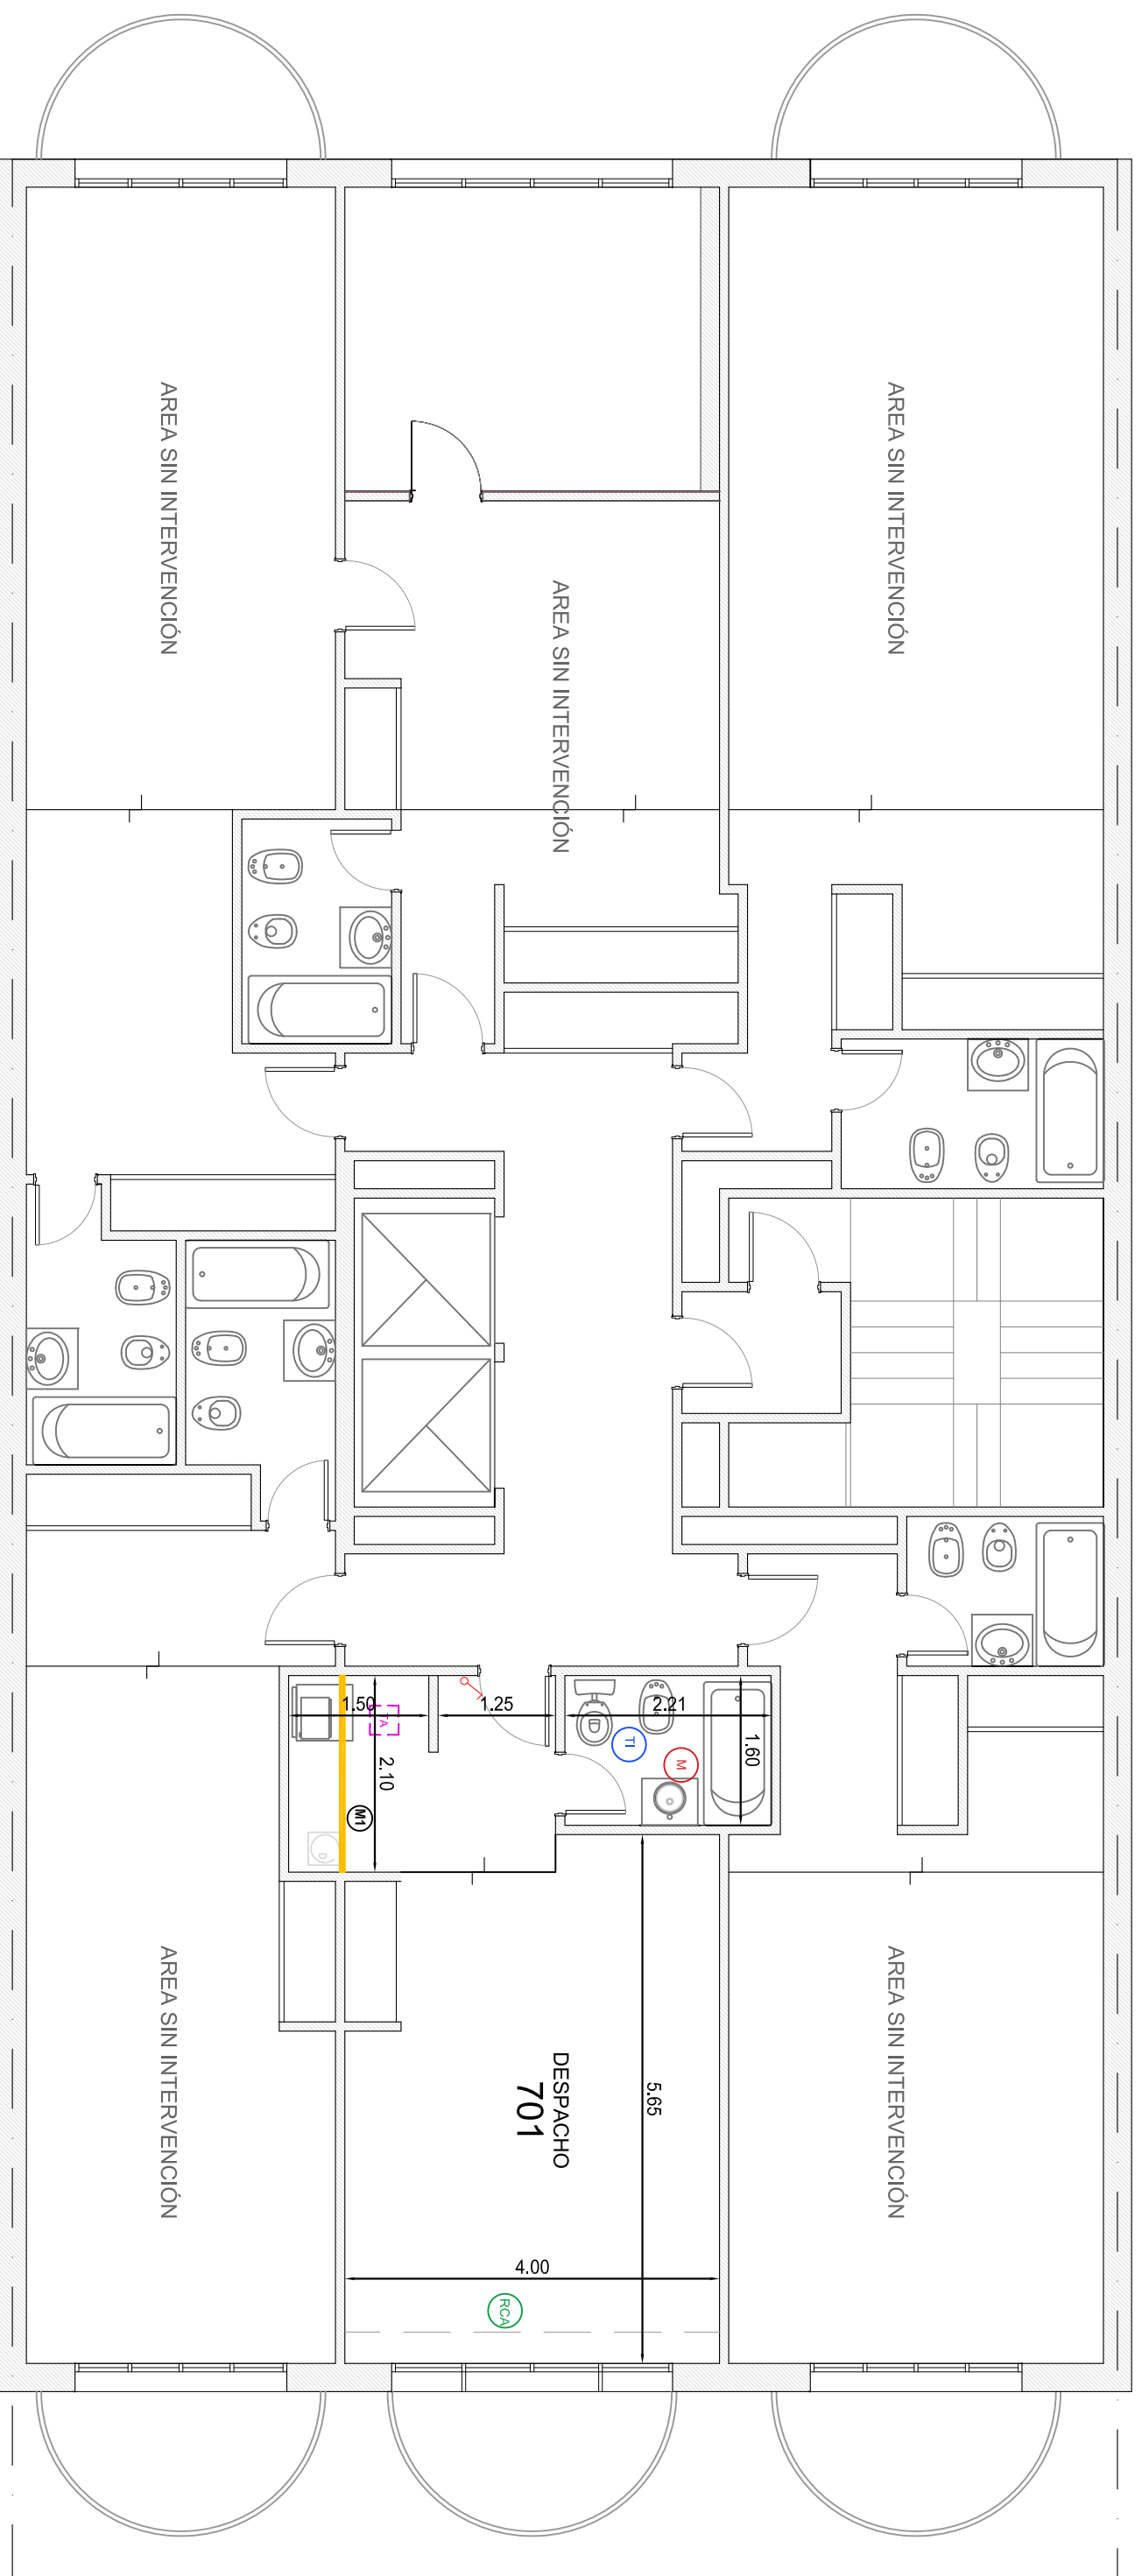 AREA SIN INTERVENCIÓN
AREA SIN INTERVENCIÓN
AREA SIN INTERVENCIÓN
1.50
TA
1.25
2.21
TI
M
1.60
2.10
M1
AREA SIN INTERVENCIÓN
DESPACHO
701
5.65
AREA SIN INTERVENCIÓN
4.00
RCA